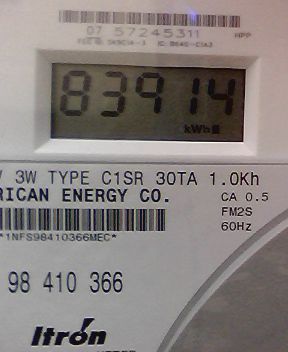 07 57245311
83914
kWh
3W TYPE C1SR 30TA 1.0Kh
RICAN ENERGY CO.
CA 0.5
FM2S
60Hz
*1NFS98410366MEC*
98 410 366
Itrón